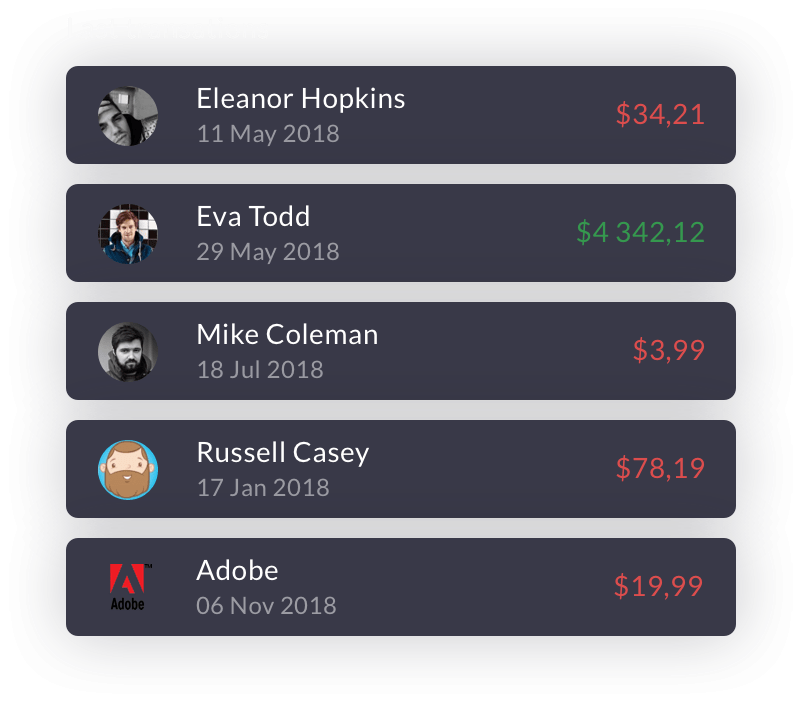 Eleanor Hopkins
11 May 2018
$34,21
Eva Todd
29 May 2018
$4 342,12
Mike Coleman
18 Jul 2018
$3,99
Russell Casey
17 Jan 2018
$78,19
Adobe
06 Nov 2018
$19,99
TM
Adobe